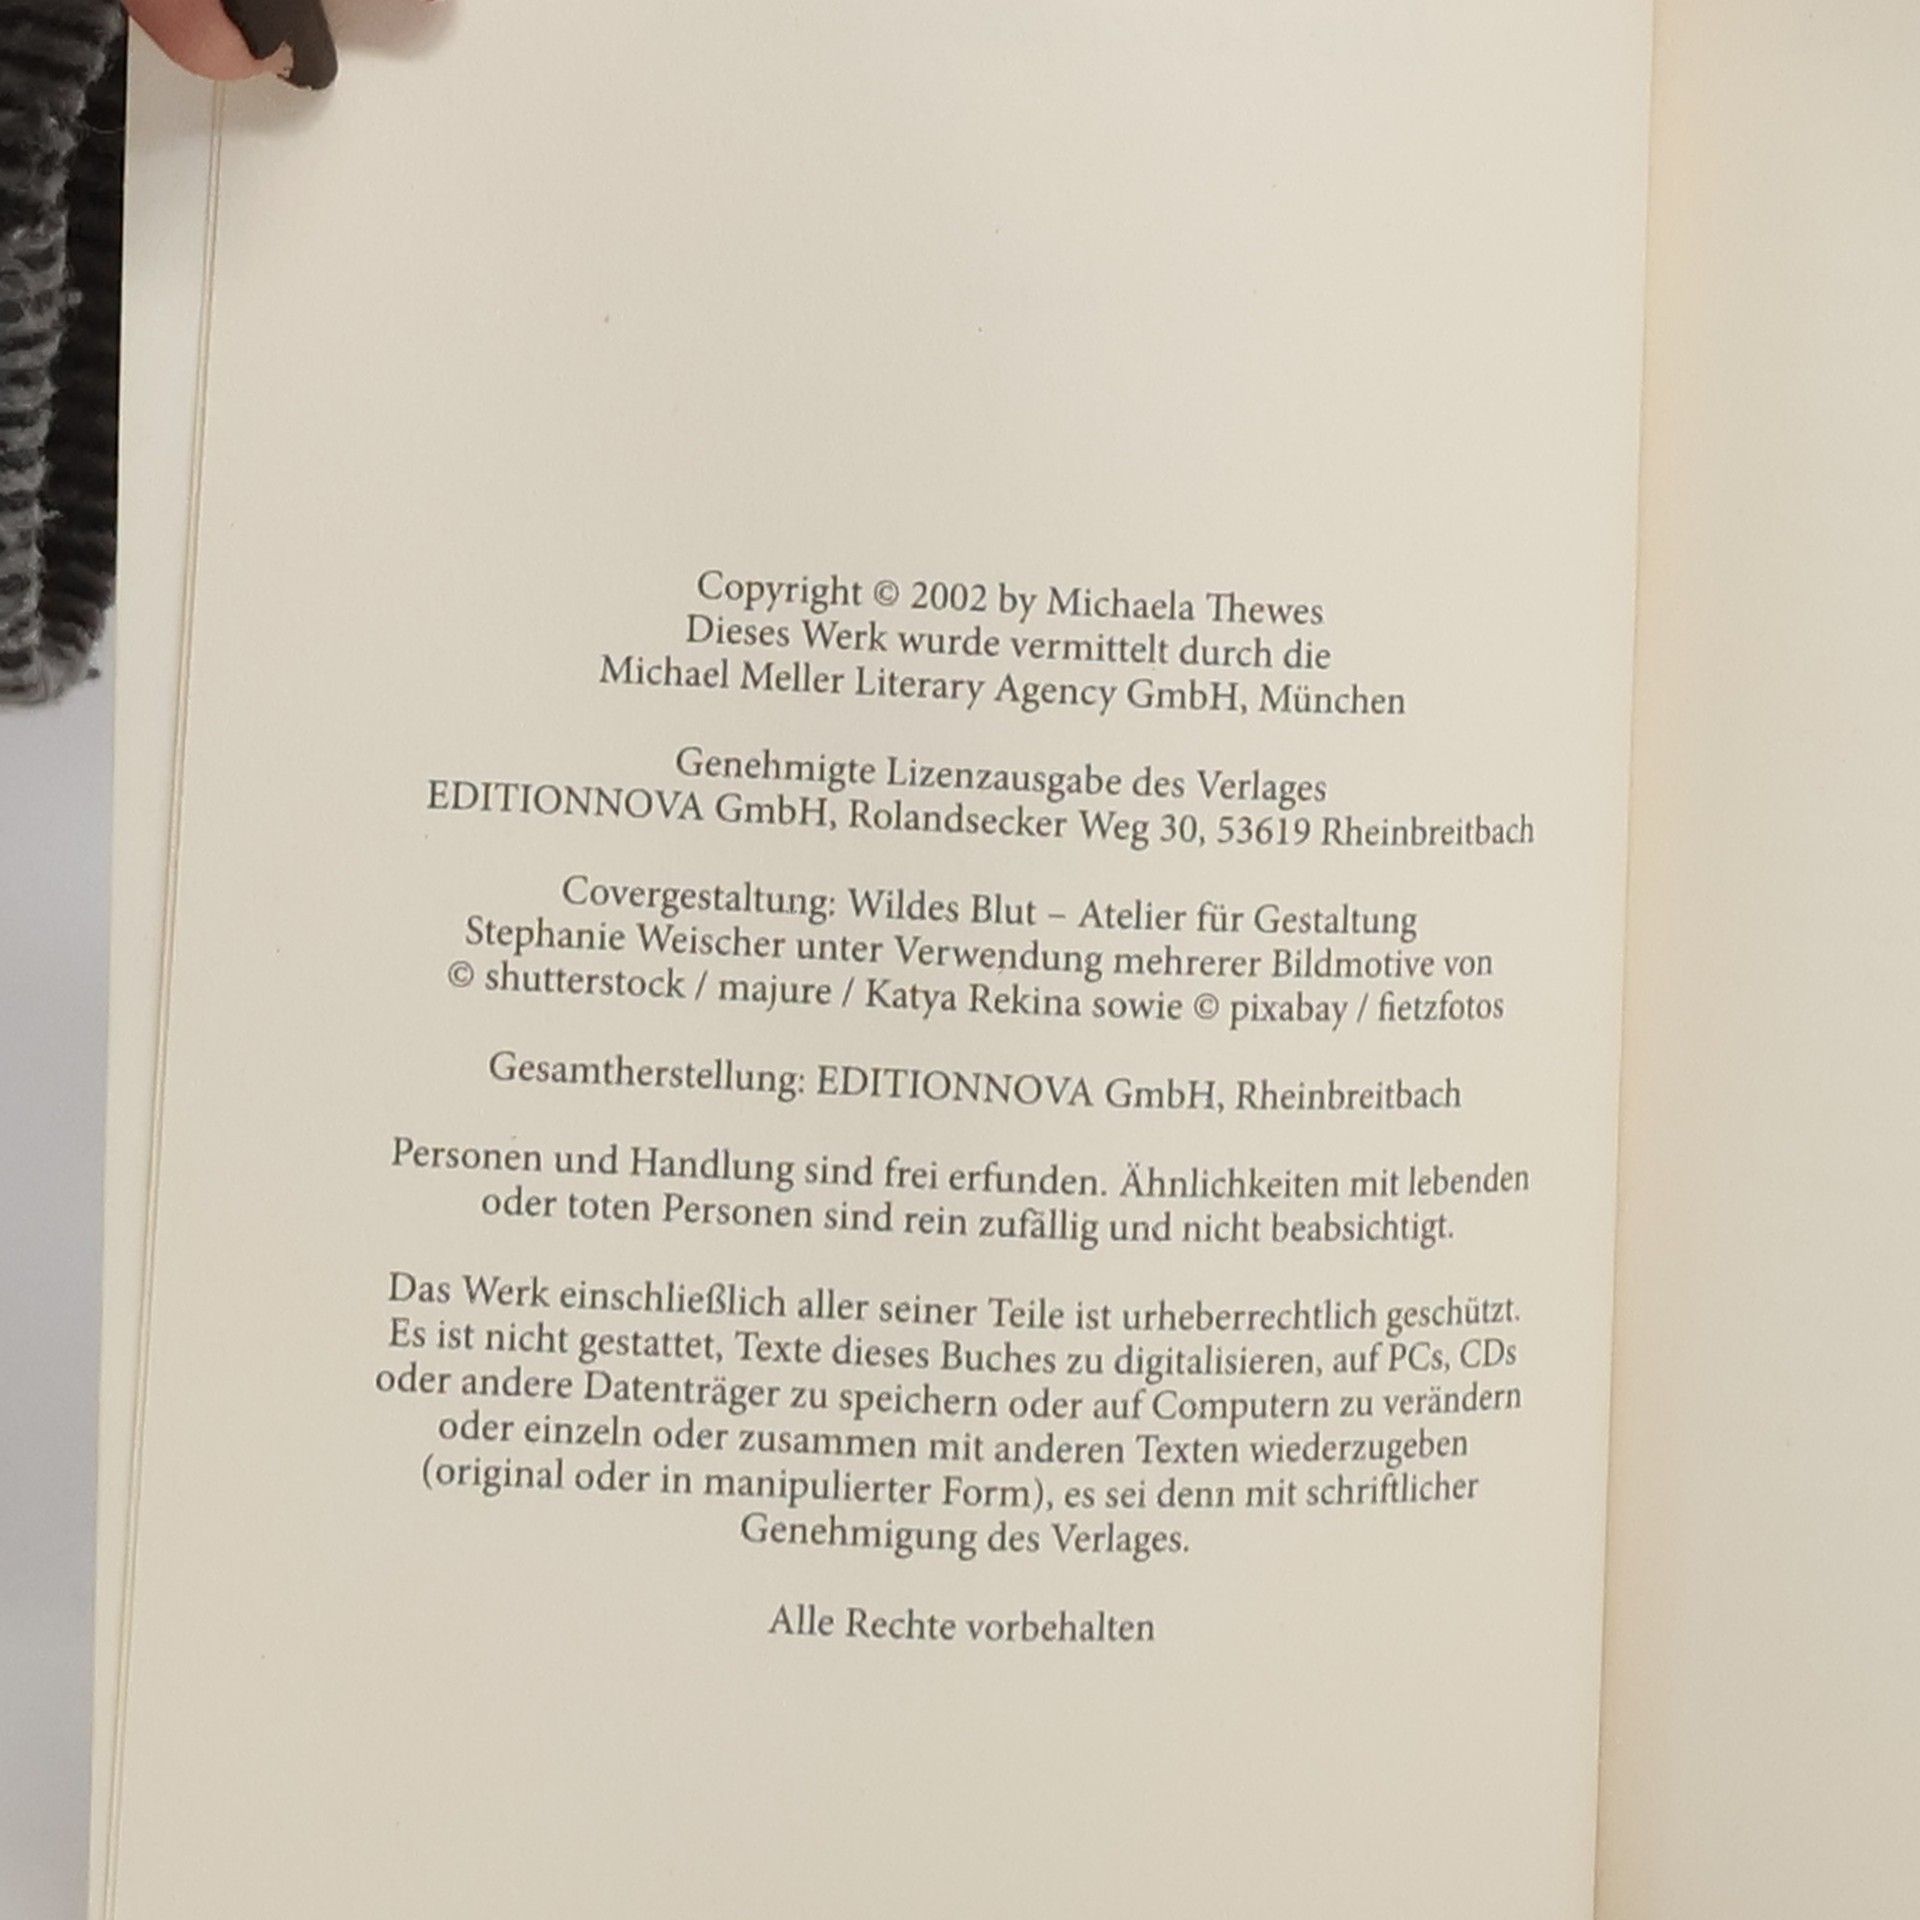 Copyright © 2002 by Michaela Thewes
Dieses Werk wurde vermittelt durch die
Michael Meller Literary Agency GmbH, München
Genehmigte Lizenzausgabe des Verlages
EDITIONNOVA GmbH, Rolandsecker Weg 30, 53619 Rheinbreitbach
Covergestaltung: Wildes Blut – Atelier für Gestaltung
Stephanie Weischer unter Verwendung mehrerer Bildmotive von
© shutterstock / majure / Katya Rekina sowie © pixabay / fietzfotos
Gesamtherstellung: EDITIONNOVA GmbH, Rheinbreitbach
Personen und Handlung sind frei erfunden. Ähnlichkeiten mit lebenden
oder toten Personen sind rein zufällig und nicht beabsichtigt.
Das Werk einschließlich aller seiner Teile ist urheberrechtlich geschützt.
Es ist nicht gestattet, Texte dieses Buches zu digitalisieren, auf PCs, CDs
oder andere Datenträger zu speichern oder auf Computern zu verändern
oder einzeln oder zusammen mit anderen Texten wiederzugeben
(original oder in manipulierter Form), es sei denn mit schriftlicher
Genehmigung des Verlages.
Alle Rechte vorbehalten